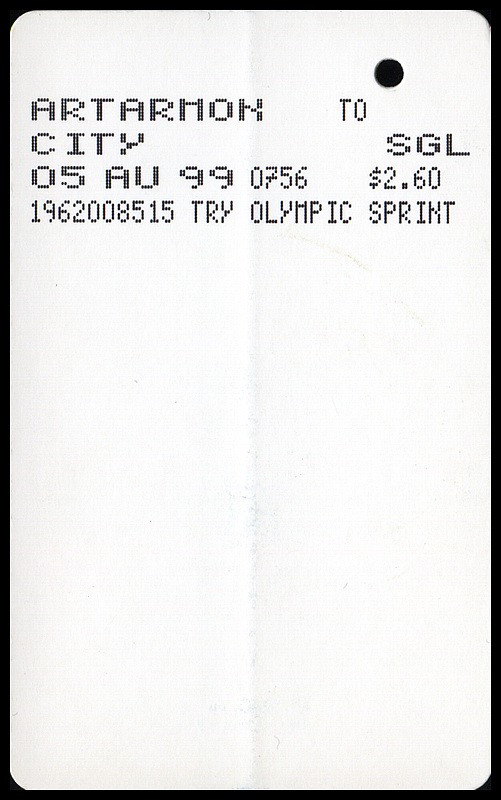 ARTARMON TO
CITY SGL
05 AU 99 0756 $2.60
1962008515 TRY OLYMPIC SPRINT